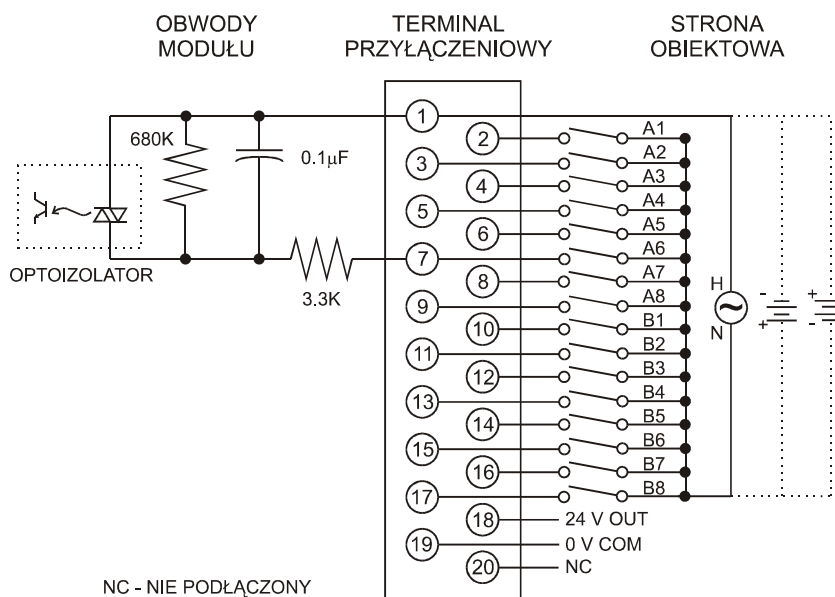 OBWODY
MODUŁU
TERMINAL
PRZYŁĄCZENIOWY
STRONA
OBIEKTOWA
680K
0.1µF
OPTOIZOLATOR
3.3K
1
2 A1
3 A2
4 A3
5 A4
6 A5
7 A6
8 A7
9 A8
10 B1
11 B2
12 B3
13 B4
14 B5
15 B6
16 B7
17 B8
18 24 V OUT
19 0 V COM
20 NC
H
N
-
+
+
-
NC - NIE PODŁĄCZONY